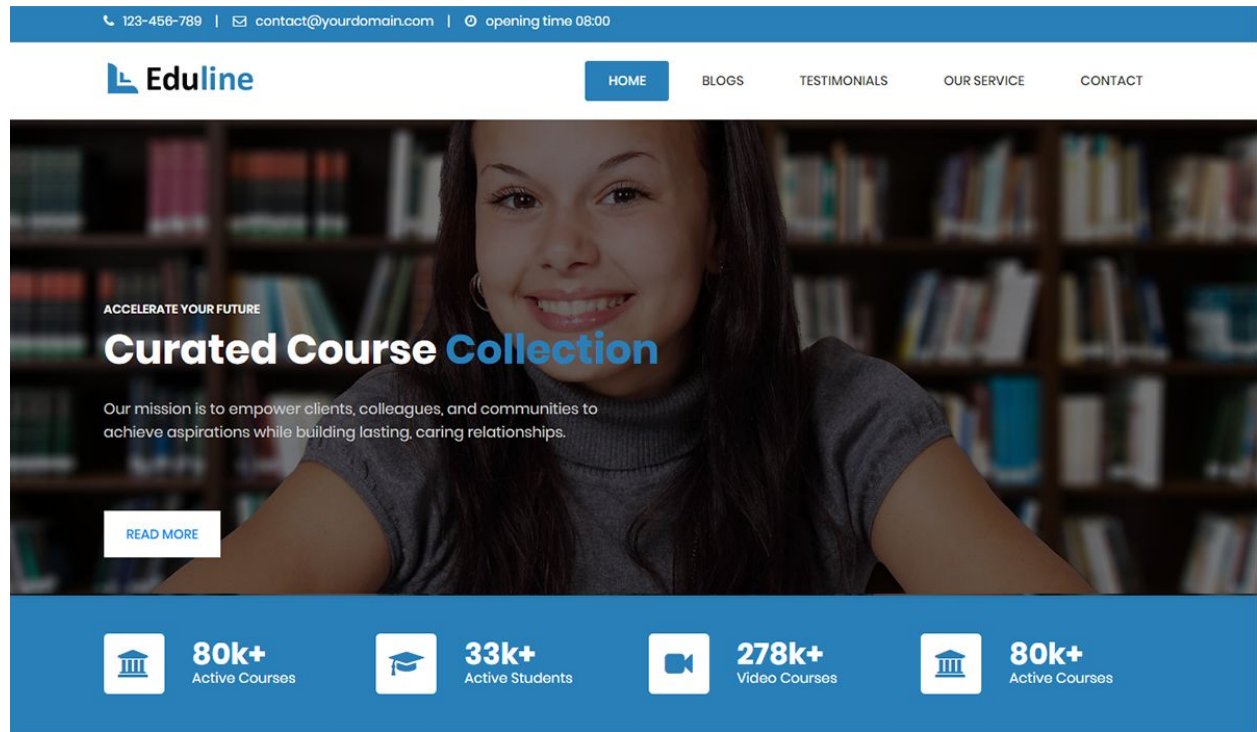 123-456-789 | contact@yourdomain.com | opening time 08:00
Eduline
HOME BLOGS TESTIMONIALS OUR SERVICE CONTACT
ACCELERATE YOUR FUTURE
Curated Course Collection
Our mission is to empower clients, colleagues, and communities to
achieve aspirations while building lasting, caring relationships.
READ MORE
80k+ 33k+ 278k+ 80k+
Active Courses Active Students Video Courses Active Courses